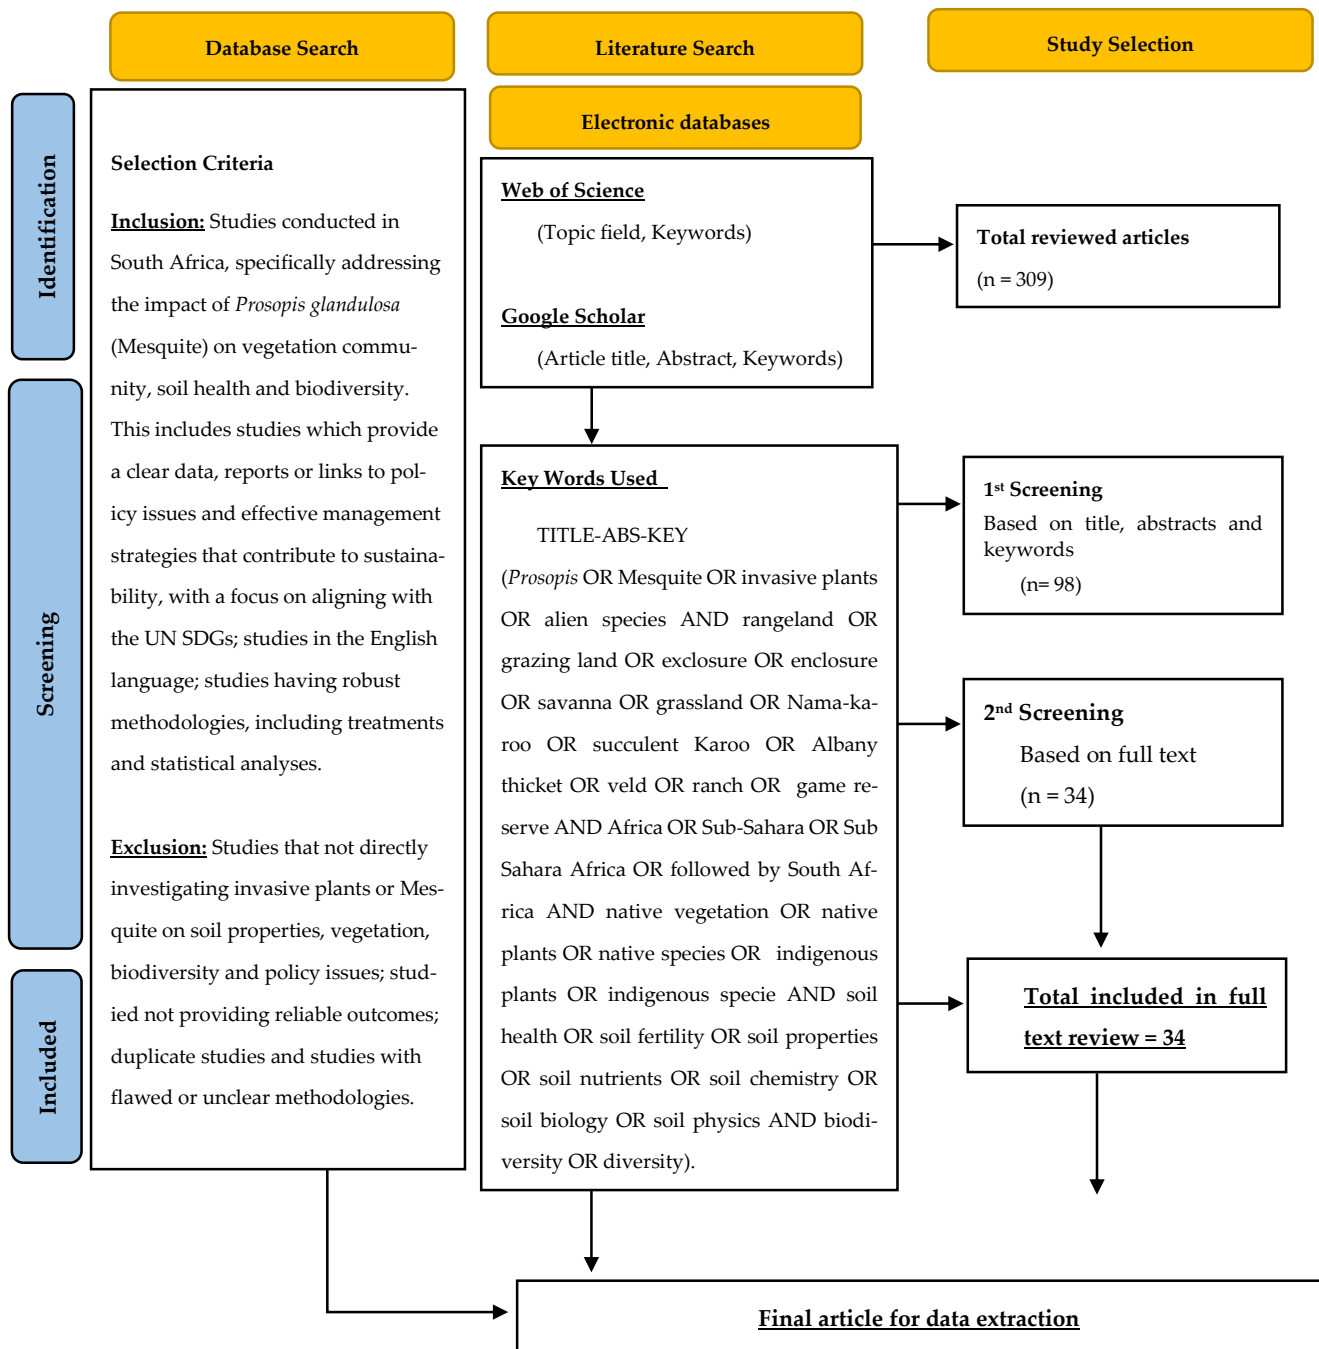 Database Search
Literature Search
Study Selection
Electronic databases
Identification
Screening
Included
Selection Criteria
Inclusion: Studies conducted in
South Africa, specifically addressing
the impact of Prosopis glandulosa
(Mesquite) on vegetation commu-
nity, soil health and biodiversity.
This includes studies which provide
a clear data, reports or links to pol-
icy issues and effective management
strategies that contribute to sustaina-
bility, with a focus on aligning with
the UN SDGs; studies in the English
language; studies having robust
methodologies, including treatments
and statistical analyses.
Exclusion: Studies that not directly
investigating invasive plants or Mes-
quite on soil properties, vegetation,
biodiversity and policy issues; stud-
ied not providing reliable outcomes;
duplicate studies and studies with
flawed or unclear methodologies.
Web of Science
(Topic field, Keywords)
Google Scholar
(Article title, Abstract, Keywords)
Key Words Used
TITLE-ABS-KEY
(Prosopis OR Mesquite OR invasive plants
OR alien species AND rangeland OR
grazing land OR exclosure OR enclosure
OR savanna OR grassland OR Nama-ka-
roo OR succulent Karoo OR Albany
thicket OR veld OR ranch OR game re-
serve AND Africa OR Sub-Sahara OR Sub
Sahara Africa OR followed by South Af-
rica AND native vegetation OR native
plants OR native species OR indigenous
plants OR indigenous specie AND soil
health OR soil fertility OR soil properties
OR soil nutrients OR soil chemistry OR
soil biology OR soil physics AND biodi-
versity OR diversity).
Total reviewed articles
(n = 309)
1st Screening
Based on title, abstracts and
keywords
(n= 98)
2nd Screening
Based on full text
(n = 34)
Total included in full
text review = 34
Final article for data extraction